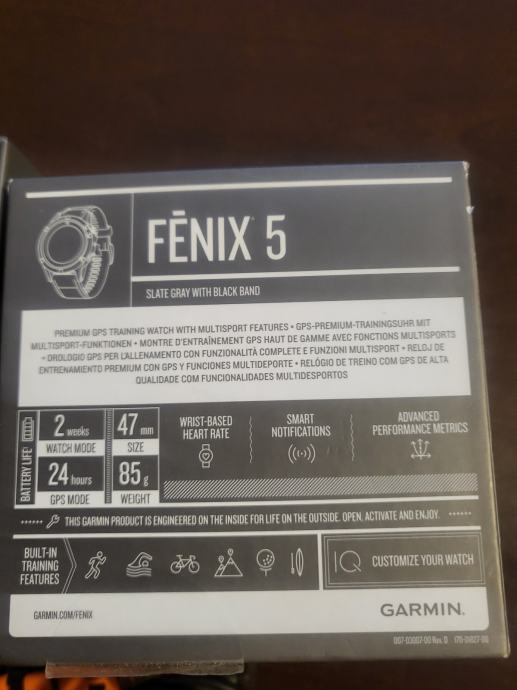 FĒNIX® 5
SLATE GRAY WITH BLACK BAND
PREMIUM GPS TRAINING WATCH WITH MULTISPORT FEATURES • GPS-PREMIUM-TRAININGSUHR MIT
MULTISPORT-FUNKTIONEN • MONTRE D'ENTRAÎNEMENT GPS HAUT DE GAMME AVEC FONCTIONS MULTISPORTS
• OROLOGIO GPS PER L'ALLENAMENTO CON FUNZIONALITÀ COMPLETE E FUNZIONI MULTISPORT • RELOJ DE
ENTRENAMIENTO PREMIUM CON GPS Y FUNCIONES MULTIDEPORTE • RELÓGIO DE TREINO COM GPS DE ALTA
QUALIDADE COM FUNCIONALIDADES MULTIDESPORTOS
BATTERY LIFE!
2 weeks
WATCH MODE
24 hours
GPS MODE
47 mm
SIZE
85 g
WEIGHT
WRIST-BASED
HEART RATE
SMART
NOTIFICATIONS
ADVANCED
PERFORMANCE METRICS
THIS GARMIN PRODUCT IS ENGINEERED ON THE INSIDE FOR LIFE ON THE OUTSIDE. OPEN, ACTIVATE AND ENJOY.
BUILT-IN
TRAINING
FEATURES
IQ CUSTOMIZE YOUR WATCH
GARMIN.COM/FENIX
GARMIN.